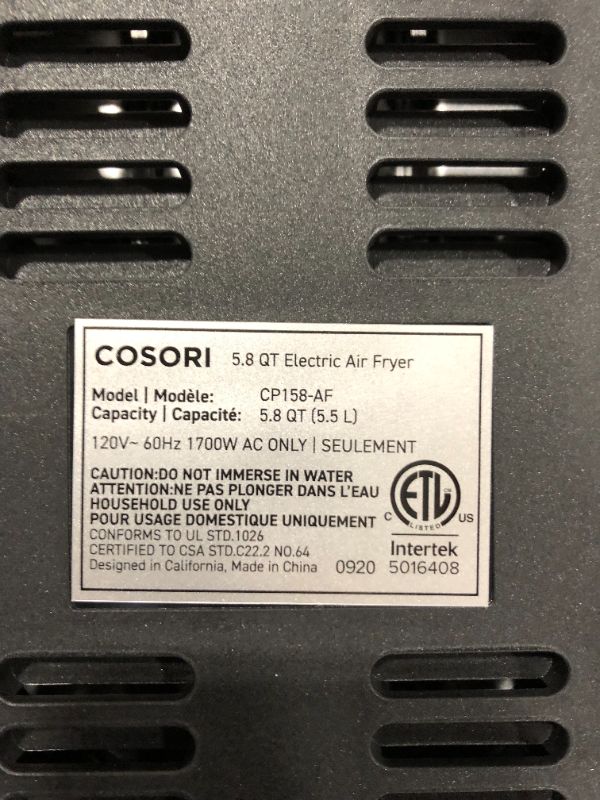 COSORI 5.8 QT Electric Air Fryer
Model | Modèle: CP158-AF
Capacity | Capacité: 5.8 QT (5.5 L)
120V~ 60Hz 1700W AC ONLY | SEULEMENT
CAUTION:DO NOT IMMERSE IN WATER
ATTENTION:NE PAS PLONGER DANS L'EAU
HOUSEHOLD USE ONLY
POUR USAGE DOMESTIQUE UNIQUEMENT
CONFORMS TO UL STD.1026
CERTIFIED TO CSA STD.C22.2 NO.64
Designed in California, Made in China 0920
ETL
LISTED
C US
Intertek
5016408